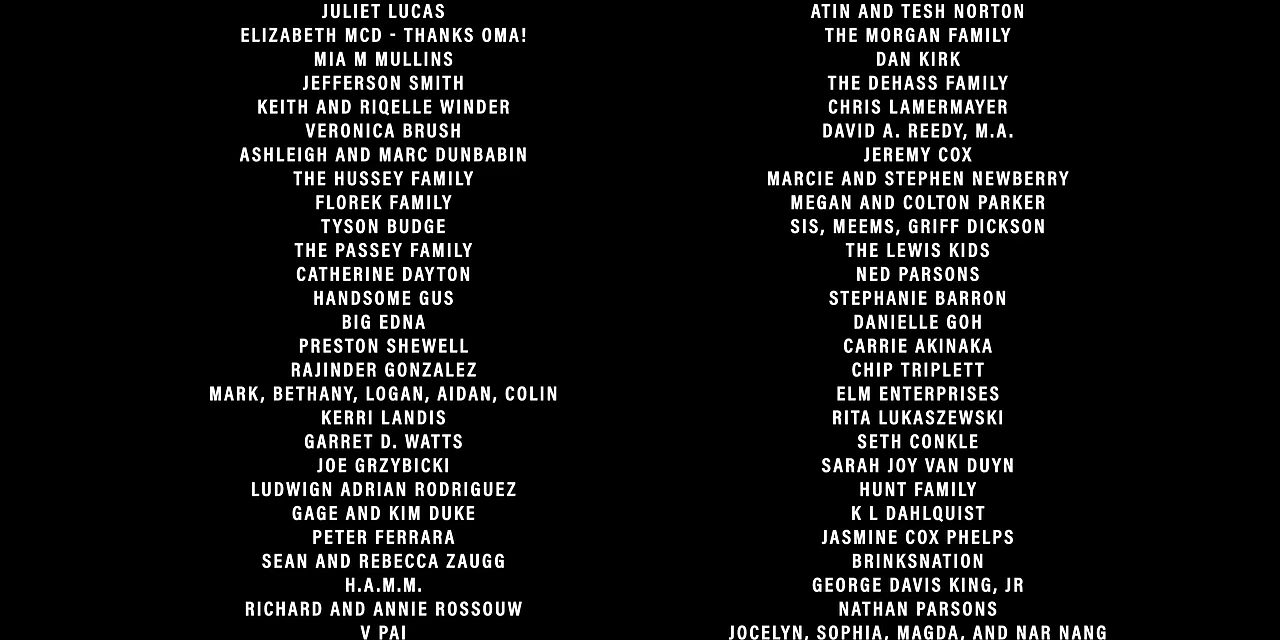 JULIET LUCAS
ELIZABETH MCD - THANKS OMA!
MIA M MULLINS
JEFFERSON SMITH
KEITH AND RIQELLE WINDER
VERONICA BRUSH
ASHLEIGH AND MARC DUNBABIN
THE HUSSEY FAMILY
FLOREK FAMILY
TYSON BUDGE
THE PASSEY FAMILY
CATHERINE DAYTON
HANDSOME GUS
BIG EDNA
PRESTON SHEWELL
RAJINDER GONZALEZ
MARK, BETHANY, LOGAN, AIDAN, COLIN
KERRI LANDIS
GARRET D. WATTS
JOE GRZYBICKI
LUDWIGN ADRIAN RODRIGUEZ
GAGE AND KIM DUKE
PETER FERRARA
SEAN AND REBECCA ZAUGG
H.A.M.M.
RICHARD AND ANNIE ROSSOUW
V PAI
ATIN AND TESH NORTON
THE MORGAN FAMILY
DAN KIRK
THE DEHASS FAMILY
CHRIS LAMERMAYER
DAVID A. REEDY, M.A.
JEREMY COX
MARCIE AND STEPHEN NEWBERRY
MEGAN AND COLTON PARKER
SIS, MEEMS, GRIFF DICKSON
THE LEWIS KIDS
NED PARSONS
STEPHANIE BARRON
DANIELLE GOH
CARRIE AKINAKA
CHIP TRIPLETT
ELM ENTERPRISES
RITA LUKASZEWSKI
SETH CONKLE
SARAH JOY VAN DUYN
HUNT FAMILY
K L DAHLQUIST
JASMINE COX PHELPS
BRINKSNATION
GEORGE DAVIS KING, JR
NATHAN PARSONS
JOCELYN, SOPHIA, MAGDA, AND NAR NANG